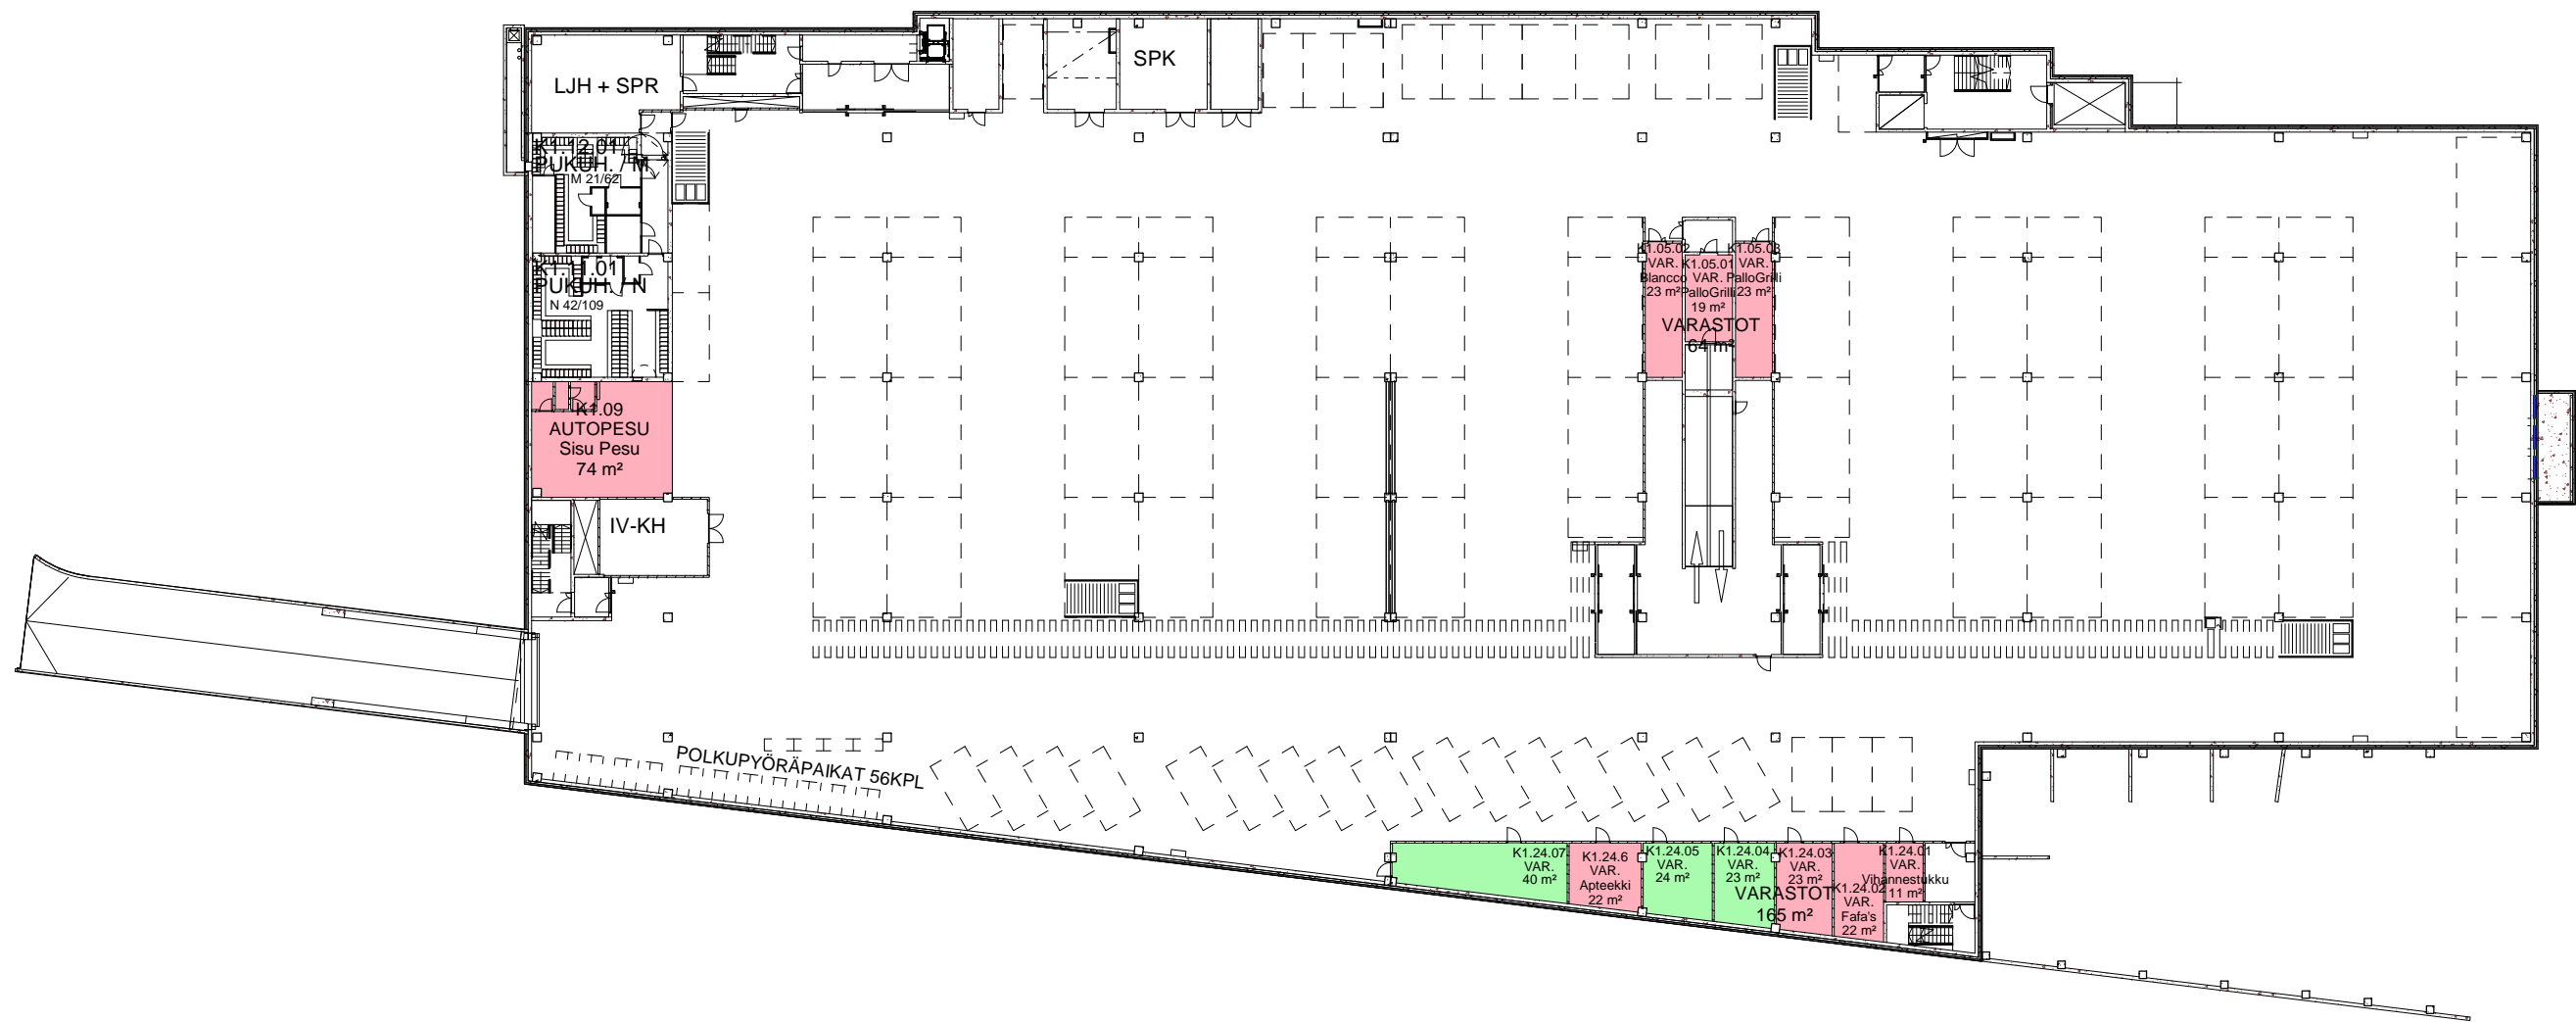 SPK
LJH + SPR
K1.12.01
PUKUH. / M
M 21/62
K1.11.01
PUKUH. / N
N 42/109
K1.05.02
VAR.
Blancco
23 m²
K1.05.01
VAR.
PalloGrilli
19 m²
K1.05.03
VAR.
PalloGrilli
23 m²
VARASTOT
64 m²
K1.09
AUTOPESU
Sisu Pesu
74 m²
IV-KH
POLKUPYÖRÄPAIKAT 56KPL
K1.24.07
VAR.
40 m²
K1.24.6
VAR.
Apteekki
22 m²
K1.24.05
VAR.
24 m²
K1.24.04
VAR.
23 m²
K1.24.03
VAR.
23 m²
VARASTOT
165 m²
K1.24.02
VAR.
Fafa's
22 m²
K1.24.01
VAR.
Vihannestukku
11 m²